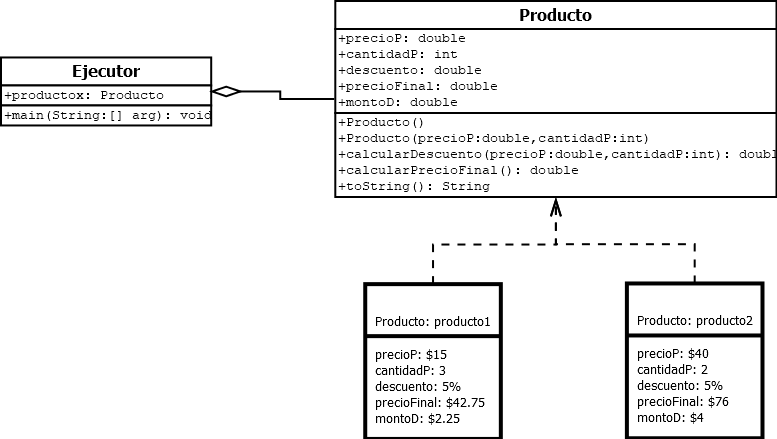 Producto
+precioP: double
+cantidadP: int
+descuento: double
+precioFinal: double
+montoD: double
+Producto()
+Producto(precioP:double,cantidadP:int)
+calcularDescuento(precioP:double,cantidadP:int): doubl
+calcularPrecioFinal(): double
+toString(): String
Ejecutor
+productox: Producto
+main(String:[] arg): void
Producto: producto1
precioP: $15
cantidadP: 3
descuento: 5%
precioFinal: $42.75
montoD: $2.25
Producto: producto2
precioP: $40
cantidadP: 2
descuento: 5%
precioFinal: $76
montoD: $4